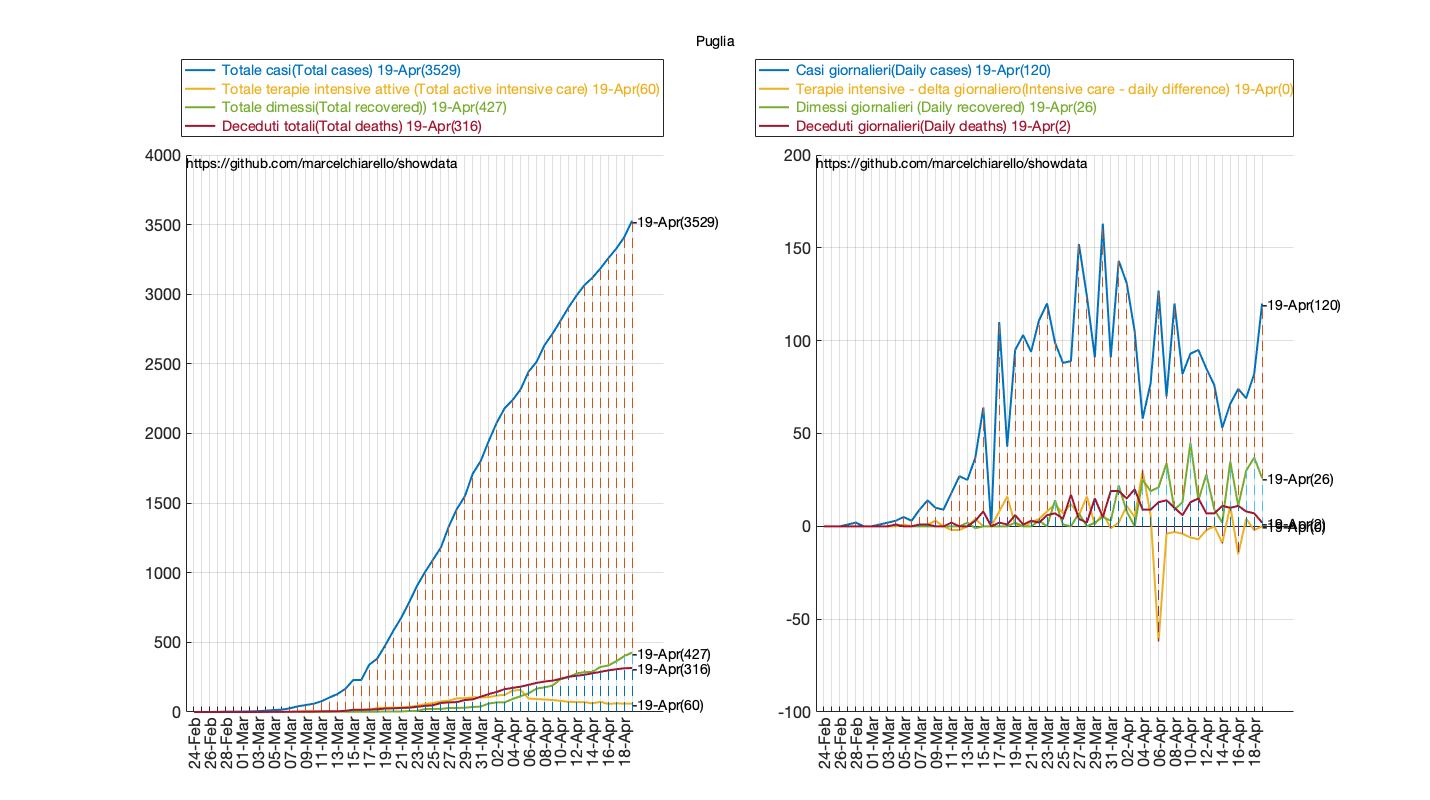 Puglia
Totale casi(Total cases) 19-Apr(3529)
Totale terapie intensive attive (Total active intensive care) 19-Apr(60)
Totale dimessi(Total recovered)) 19-Apr(427)
Deceduti totali(Total deaths) 19-Apr(316)
Casi giornalieri(Daily cases) 19-Apr(120)
Terapie intensive - delta giornaliero(Intensive care - daily difference) 19-Apr(0)
Dimessi giornalieri (Daily recovered) 19-Apr(26)
Deceduti giornalieri(Daily deaths) 19-Apr(2)
https://github.com/marcelchiarello/showdata
4000
3500
3000
2500
2000
1500
1000
500
0
19-Apr(3529)
19-Apr(427)
19-Apr(316)
19-Apr(60)
24-Feb
26-Feb
28-Feb
01-Mar
03-Mar
05-Mar
07-Mar
09-Mar
11-Mar
13-Mar
15-Mar
17-Mar
19-Mar
21-Mar
23-Mar
25-Mar
27-Mar
29-Mar
31-Mar
02-Apr
04-Apr
06-Apr
08-Apr
10-Apr
12-Apr
14-Apr
16-Apr
18-Apr
https://github.com/marcelchiarello/showdata
200
150
100
50
0
-50
-100
19-Apr(120)
19-Apr(26)
19-Apr(2)
19-Apr(0)
24-Feb
26-Feb
28-Feb
01-Mar
03-Mar
05-Mar
07-Mar
09-Mar
11-Mar
13-Mar
15-Mar
17-Mar
19-Mar
21-Mar
23-Mar
25-Mar
27-Mar
29-Mar
31-Mar
02-Apr
04-Apr
06-Apr
08-Apr
10-Apr
12-Apr
14-Apr
16-Apr
18-Apr